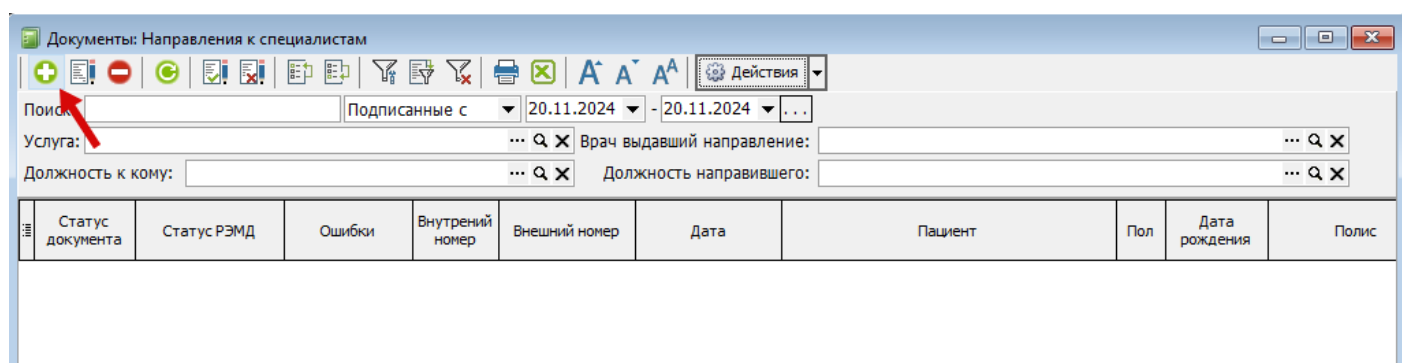 Документы: Направления к специалистам
А А АА Действия
Поиск: Подписанные с 20.11.2024 - 20.11.2024 ...
Услуга: Врач выдавший направление:
Должность к кому: Должность направившего:
Статус документа Статус РЭМД Ошибки Внутрений номер Внешний номер Дата Пациент Пол Дата рождения Полис